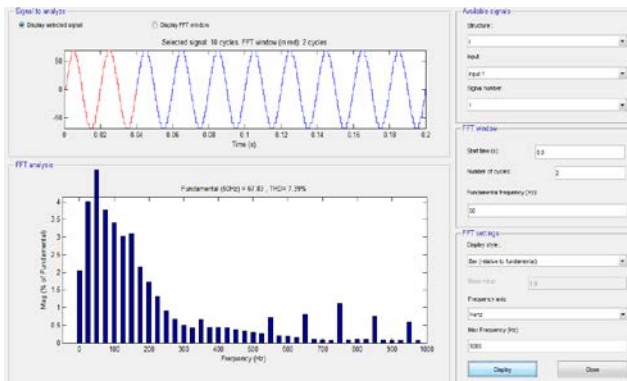 Signal to analyze
Display selected signal
Display FFT window
Selected signal: 10 cycles. FFT window (in red): 2 cycles
50
0
-50
0 0.02 0.04 0.06 0.08 0.1 0.12 0.14 0.16 0.18 0.2
Time (s)
FFT analysis
Fundamental (50Hz) = 67.83 , THD= 7.39%
Mag (% of Fundamental)
4
3.5
3
2.5
2
1.5
1
0.5
0
0 100 200 300 400 500 600 700 800 900 1000
Frequency (Hz)
Available signals
Structure :
Input :
input 1
Signal number:
1
FFT window
Start time (s):
0.0
Number of cycles:
2
Fundamental frequency (Hz):
50
FFT settings
Display style :
Bar (relative to fundamental)
Base value:
1.0
Frequency axis:
Hertz
Max Frequency (Hz):
1000
Display
Close